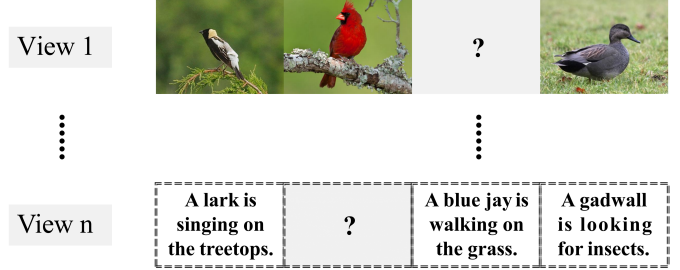 View 1
?
View n
A lark is
singing on
the treetops.
?
A blue jay is
walking on
the grass.
A gadwall
is looking
for insects.